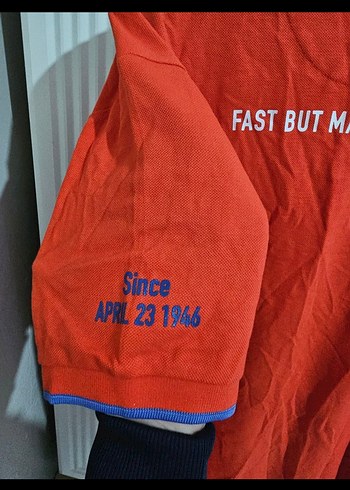 FAST BUT
Since
APRIL 23 1946